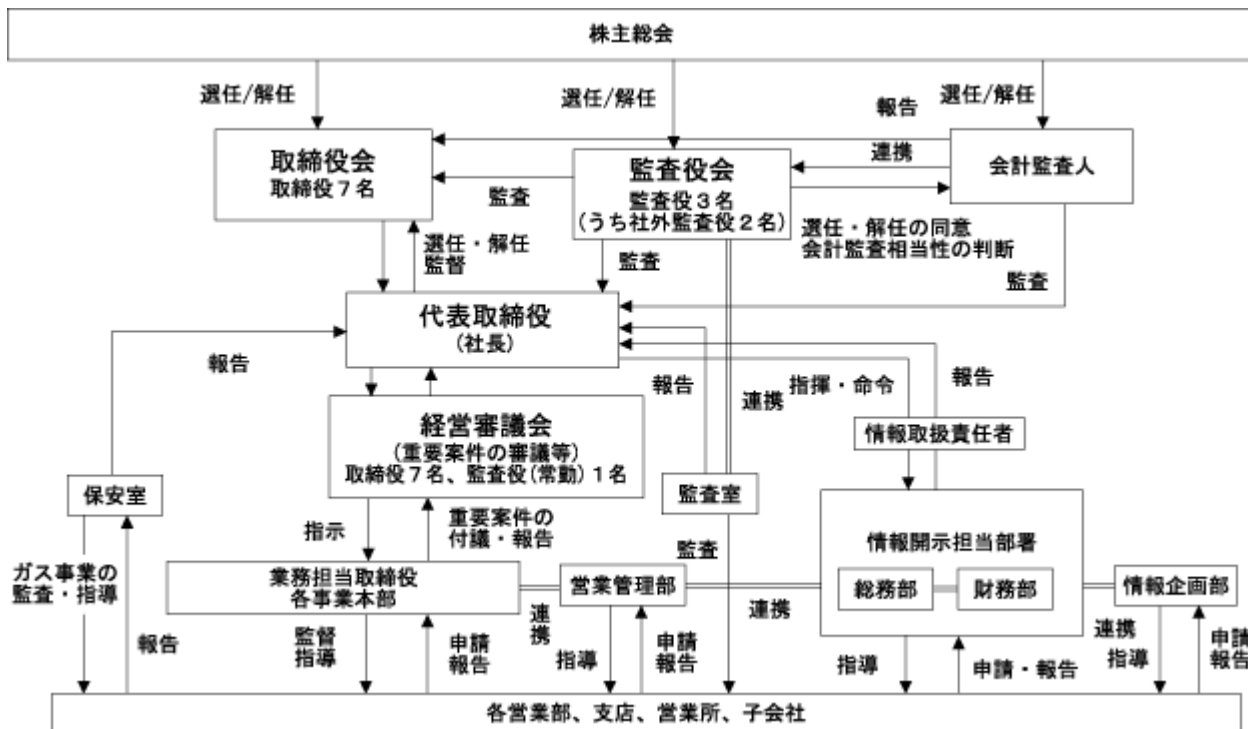 株主総会
選任/解任
選任/解任
選任/解任
報告
取締役会
取締役７名
監査役会
監査役３名
(うち社外監査役２名)
連携
会計監査人
監査
選任・解任の同意
会計監査相当性の判断
選任・解任
監督
監査
監査
代表取締役
(社長)
報告
報告
連携
指揮・命令
報告
経営審議会
(重要案件の審議等)
取締役７名、監査役(常勤)１名
情報取扱責任者
保安室
監査室
指示
重要案件の
付議・報告
監査
情報開示担当部署
ガス事業の
監査・指導
業務担当取締役
各事業本部
営業管理部
総務部
財務部
情報企画部
連携
連携
連携
報告
監督
指導
申請
報告
指導
申請
報告
指導
申請・報告
指導
申請
報告
各営業部、支店、営業所、子会社